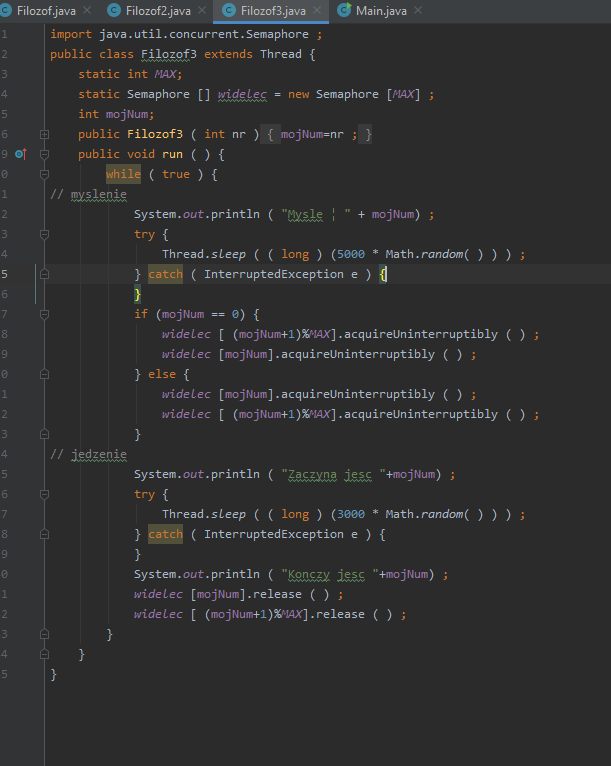 Filozof.java Filozof2.java Filozof3.java Main.java
1 import java.util.concurrent.Semaphore ;
2 public class Filozof3 extends Thread {
3 static int MAX;
4 static Semaphore [] widelec = new Semaphore [MAX] ;
5 int mojNum;
6 public Filozof3 ( int nr ) { mojNum=nr ; }
9 public void run ( ) {
0 while ( true ) {
1 // myslenie
2 System.out.println ( "Mysle ¦ " + mojNum) ;
3 try {
4 Thread.sleep ( ( long ) (5000 * Math.random( ) ) ) ;
5 } catch ( InterruptedException e ) {
6 }
7 if (mojNum == 0) {
8 widelec [ (mojNum+1)%MAX].acquireUninterruptibly ( ) ;
9 widelec [mojNum].acquireUninterruptibly ( ) ;
0 } else {
1 widelec [mojNum].acquireUninterruptibly ( ) ;
2 widelec [ (mojNum+1)%MAX].acquireUninterruptibly ( ) ;
3 }
4 // jedzenie
5 System.out.println ( "Zaczyna jesc "+mojNum) ;
6 try {
7 Thread.sleep ( ( long ) (3000 * Math.random( ) ) ) ;
8 } catch ( InterruptedException e ) {
9 }
0 System.out.println ( "Konczy jesc "+mojNum) ;
1 widelec [mojNum].release ( ) ;
2 widelec [ (mojNum+1)%MAX].release ( ) ;
3 }
4 }
5 }